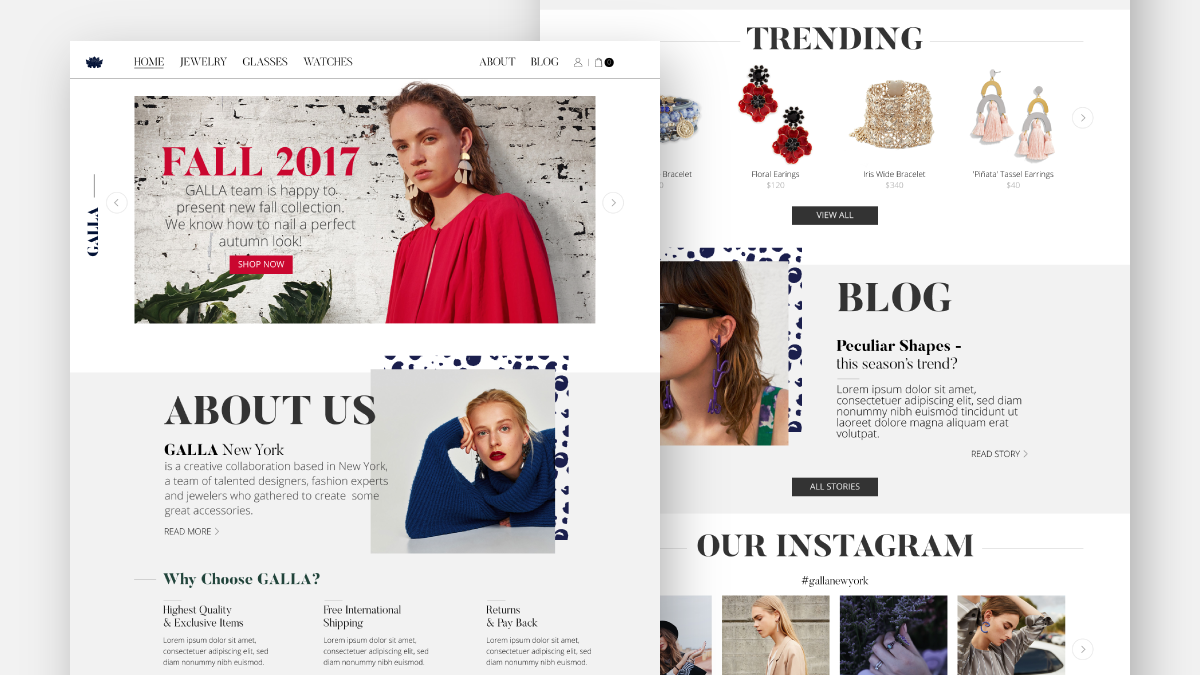 HOME JEWELRY GLASSES WATCHES ABOUT BLOG 0
GALLA
FALL 2017
GALLA team is happy to
present new fall collection.
We know how to nail a perfect
autumn look!
SHOP NOW
ABOUT US
GALLA New York
is a creative collaboration based in New York,
a team of talented designers, fashion experts
and jewelers who gathered to create some
great accessories.
READ MORE
Why Choose GALLA?
Highest Quality
& Exclusive Items
Lorem ipsum dolor sit amet,
consectetuer adipiscing elit, sed
diam nonummy nibh euismod.
Free International
Shipping
Lorem ipsum dolor sit amet,
consectetuer adipiscing elit, sed
diam nonummy nibh euismod.
Returns
& Pay Back
Lorem ipsum dolor sit amet,
consectetuer adipiscing elit, sed
diam nonummy nibh euismod.
TRENDING
Bracelet
0
Floral Earings
$120
Iris Wide Bracelet
$340
'Piñata' Tassel Earrings
$40
VIEW ALL
BLOG
Peculiar Shapes -
this season's trend?
Lorem ipsum dolor sit amet,
consectetuer adipiscing elit, sed diam
nonummy nibh euismod tincidunt ut
laoreet dolore magna aliquam erat
volutpat.
READ STORY
ALL STORIES
OUR INSTAGRAM
#gallanewyork